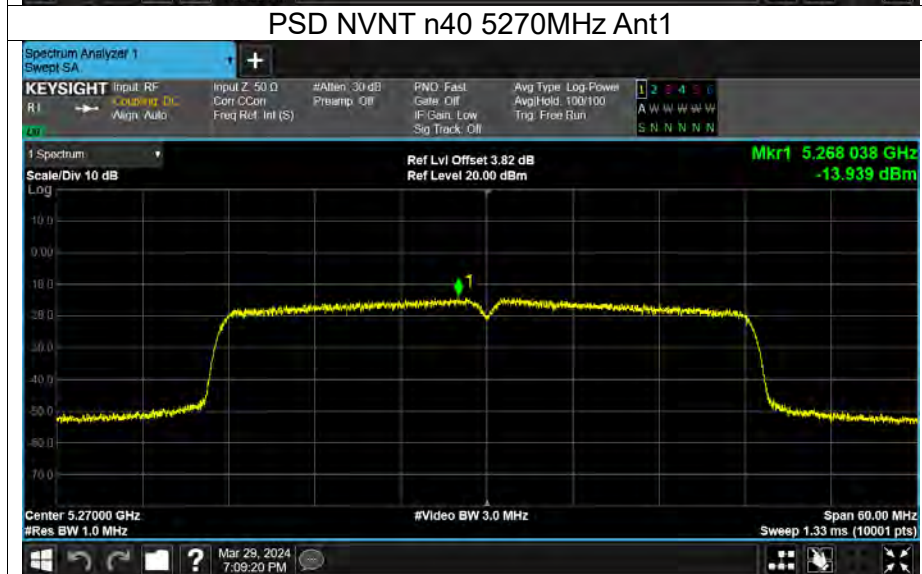 PSD NVNT n40 5270MHz Ant1
Spectrum Analyzer 1
Swept SA
+
KEYSIGHT
Input: RF
Coupling: DC
Align: Auto
Input Z: 50 Ω
Corr CCorr
Freq Ref: Int (S)
#Atten: 30 dB
Preamp: Off
PND: Fast
Gate: Off
IF Gain: Low
Sig Track: Off
Avg Type: Log-Power
Avg|Hold: 100/100
Trig: Free Run
1 2 3 4 5 6
A W W W W W
S N N N N N
1 Spectrum
Scale/Div 10 dB
Ref Lvl Offset 3.82 dB
Ref Level 20.00 dBm
Mkr1 5.268 038 GHz
-13.939 dBm
Log
10.0
0.00
-10.0
-20.0
-30.0
-40.0
-50.0
-60.0
-70.0
1
Center 5.27000 GHz
#Res BW 1.0 MHz
#Video BW 3.0 MHz
Span 60.00 MHz
Sweep 1.33 ms (10001 pts)
?
Mar 29, 2024
7:09:20 PM